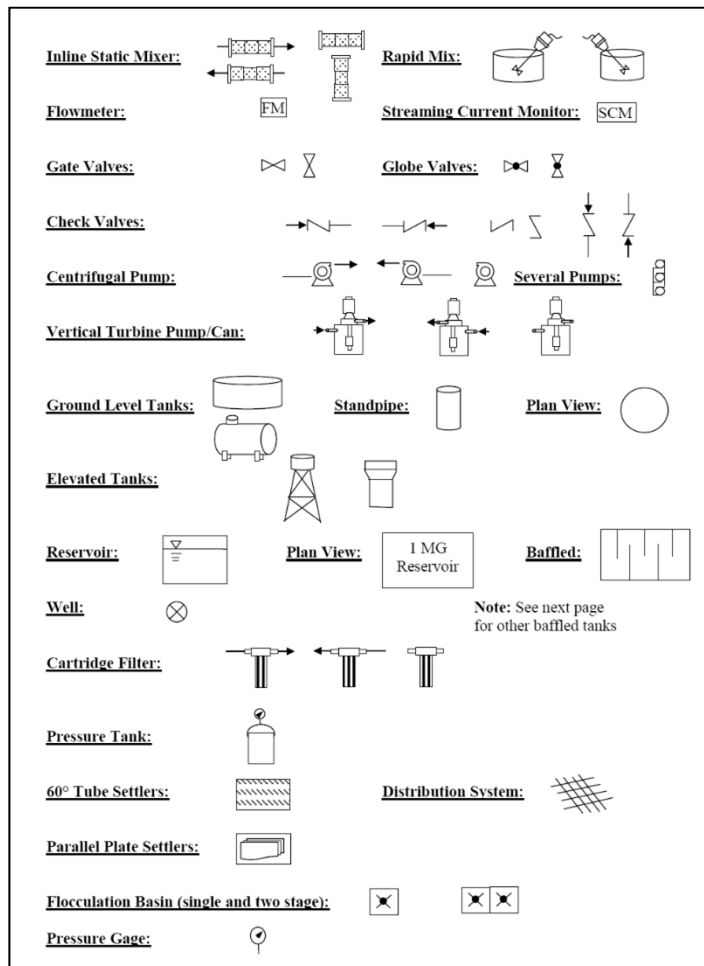 Inline Static Mixer:
Rapid Mix:
Flowmeter:
FM
Streaming Current Monitor:
SCM
Gate Valves:
Globe Valves:
Check Valves:
Centrifugal Pump:
Several Pumps:
Vertical Turbine Pump/Can:
Ground Level Tanks:
Standpipe:
Plan View:
Elevated Tanks:
Reservoir:
Plan View:
1 MG
Reservoir
Baffled:
Well:
Note: See next page
for other baffled tanks
Cartridge Filter:
Pressure Tank:
60° Tube Settlers:
Distribution System:
Parallel Plate Settlers:
Flocculation Basin (single and two stage):
Pressure Gage: